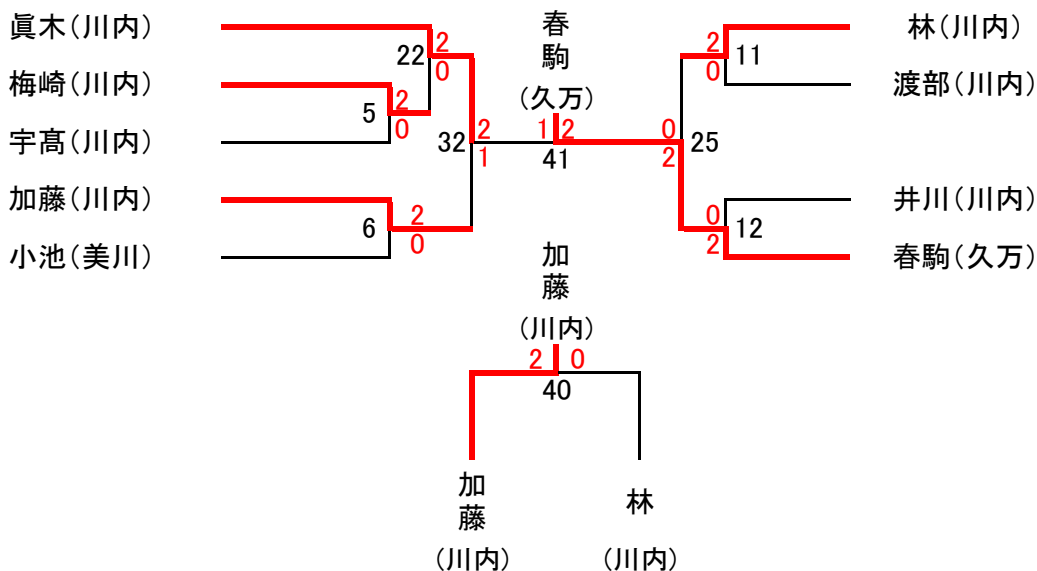 眞木(川内)
梅崎(川内)
宇髙(川内)
加藤(川内)
小池(美川)
22
2
0
5
2
0
32
2
1
6
2
0
春駒
(久万)
1 2
41
林(川内)
渡部(川内)
井川(川内)
春駒(久万)
2
0
11
0
2
25
0
2
12
加藤
(川内)
2 0
40
加藤
(川内)
林
(川内)